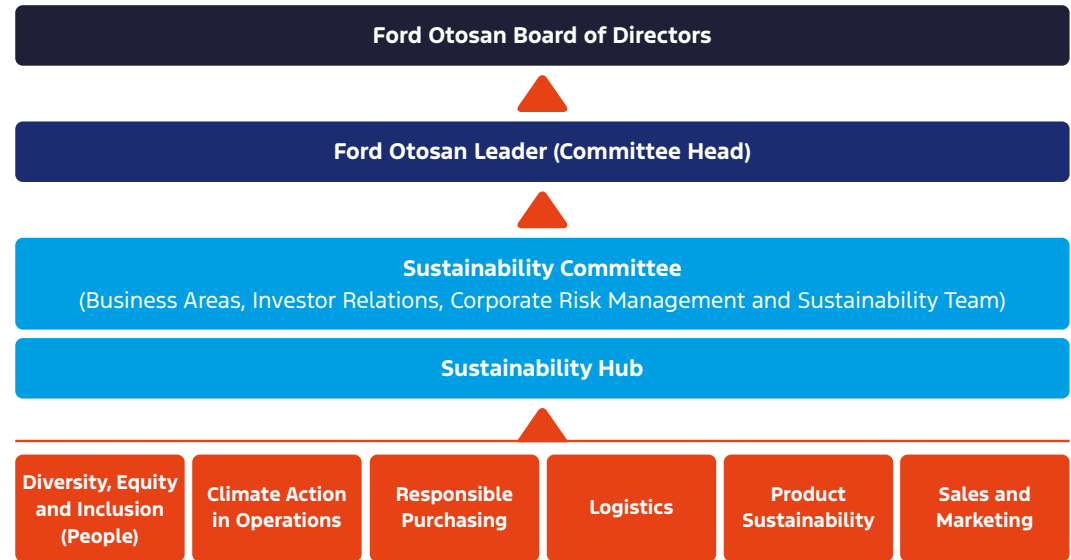 Ford Otosan Board of Directors
Ford Otosan Leader (Committee Head)
Sustainability Committee
(Business Areas, Investor Relations, Corporate Risk Management and Sustainability Team)
Sustainability Hub
Diversity, Equity
and Inclusion
(People)
Climate Action
in Operations
Responsible
Purchasing
Logistics
Product
Sustainability
Sales and
Marketing